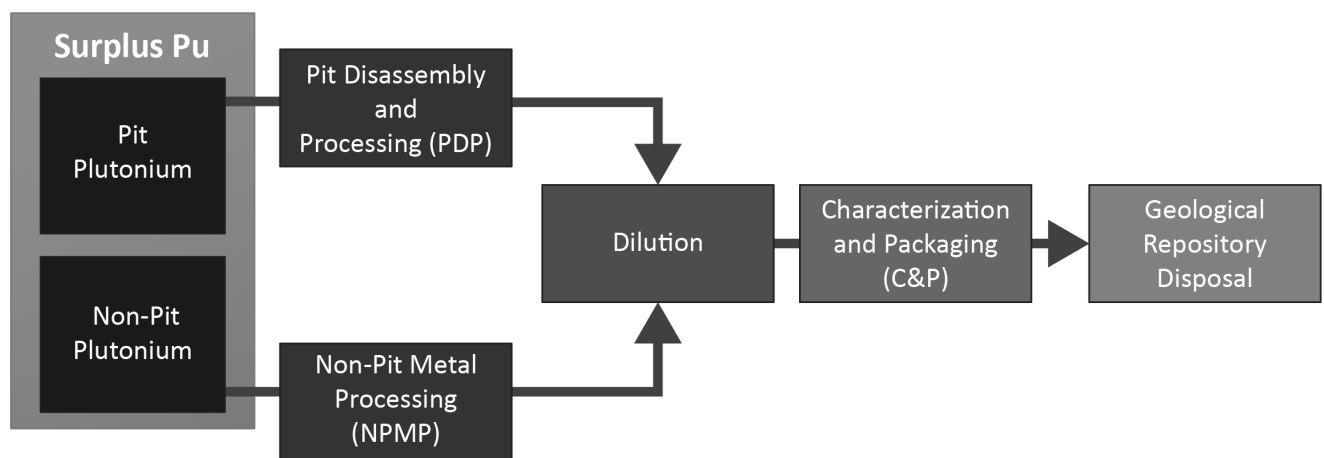 Surplus Pu
Pit
Plutonium
Non-Pit
Plutonium
Pit Disassembly
and
Processing (PDP)
Non-Pit Metal
Processing
(NPMP)
Dilution
Characterization
and Packaging
(C&P)
Geological
Repository
Disposal